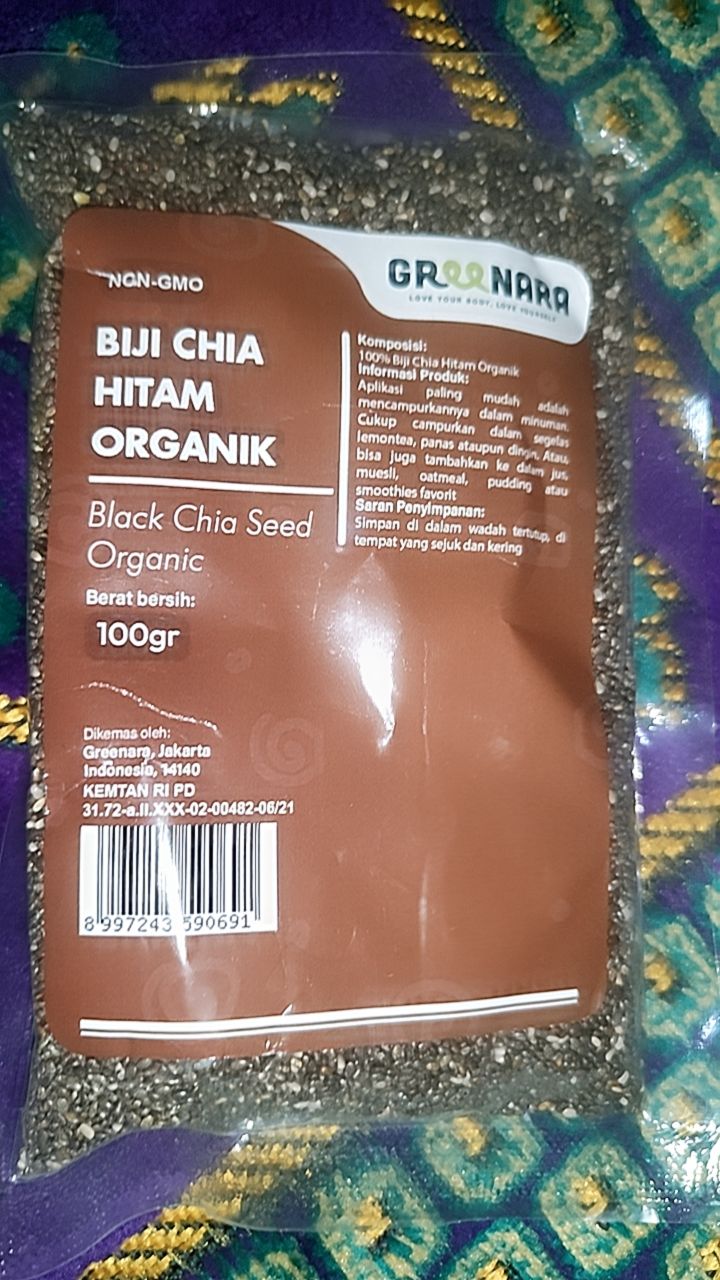 GREENARA
LOVE YOUR BODY, LOVE YOURSELF
NON-GMO
BIJI CHIA
HITAM
ORGANIK
Black Chia Seed
Organic
Berat bersih:
100gr
Komposisi:
100% Biji Chia Hitam Organik
Informasi Produk:
Aplikasi paling mudah adalah
mencampurkannya dalam minuman.
Cukup campurkan dalam segelas
lemontea, panas ataupun dingin. Atau,
bisa juga tambahkan ke dalam jus,
muesli, oatmeal, pudding atau
smoothies favorit
Saran Penyimpanan:
Simpan di dalam wadah tertutup, di
tempat yang sejuk dan kering
Dikemas oleh:
Greenara, Jakarta
Indonesia, 14140
KEMTAN RI PD
31.72-a.II.XXX-02-00482-06/21
8 997243 590691